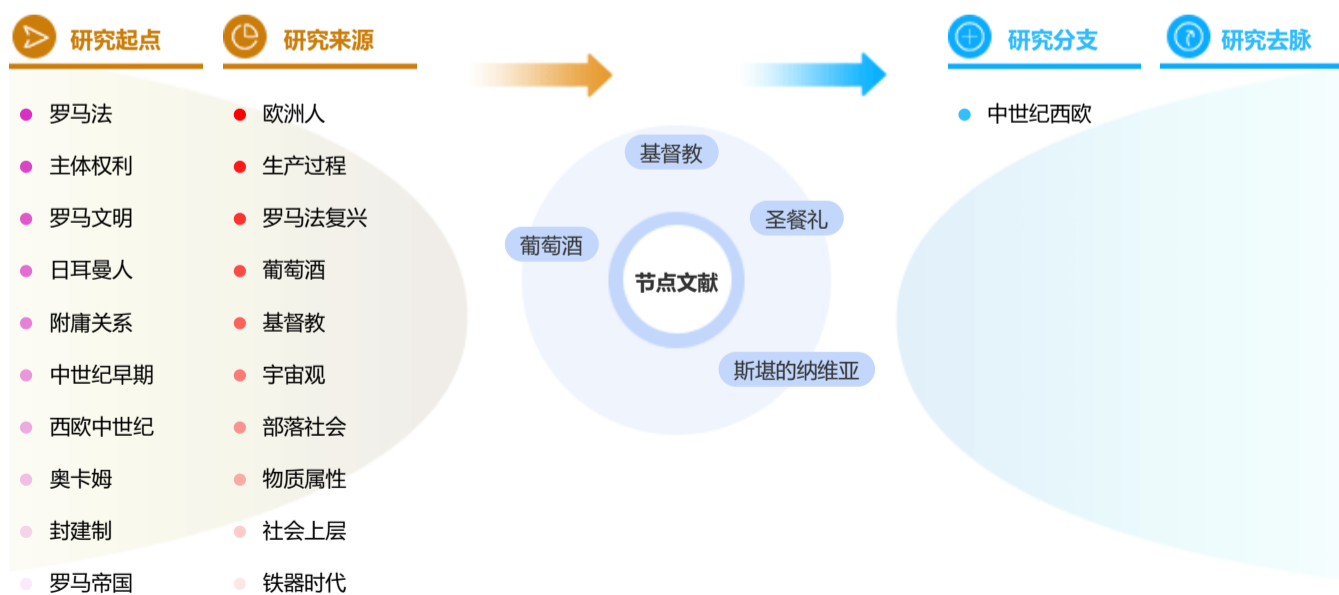 研究起点
研究来源
研究分支
研究去脉
罗马法
主体权利
罗马文明
日耳曼人
附庸关系
中世纪早期
西欧中世纪
奥卡姆
封建制
罗马帝国
欧洲人
生产过程
罗马法复兴
葡萄酒
基督教
宇宙观
部落社会
物质属性
社会上层
铁器时代
基督教
圣餐礼
葡萄酒
节点文献
斯堪的纳维亚
中世纪西欧